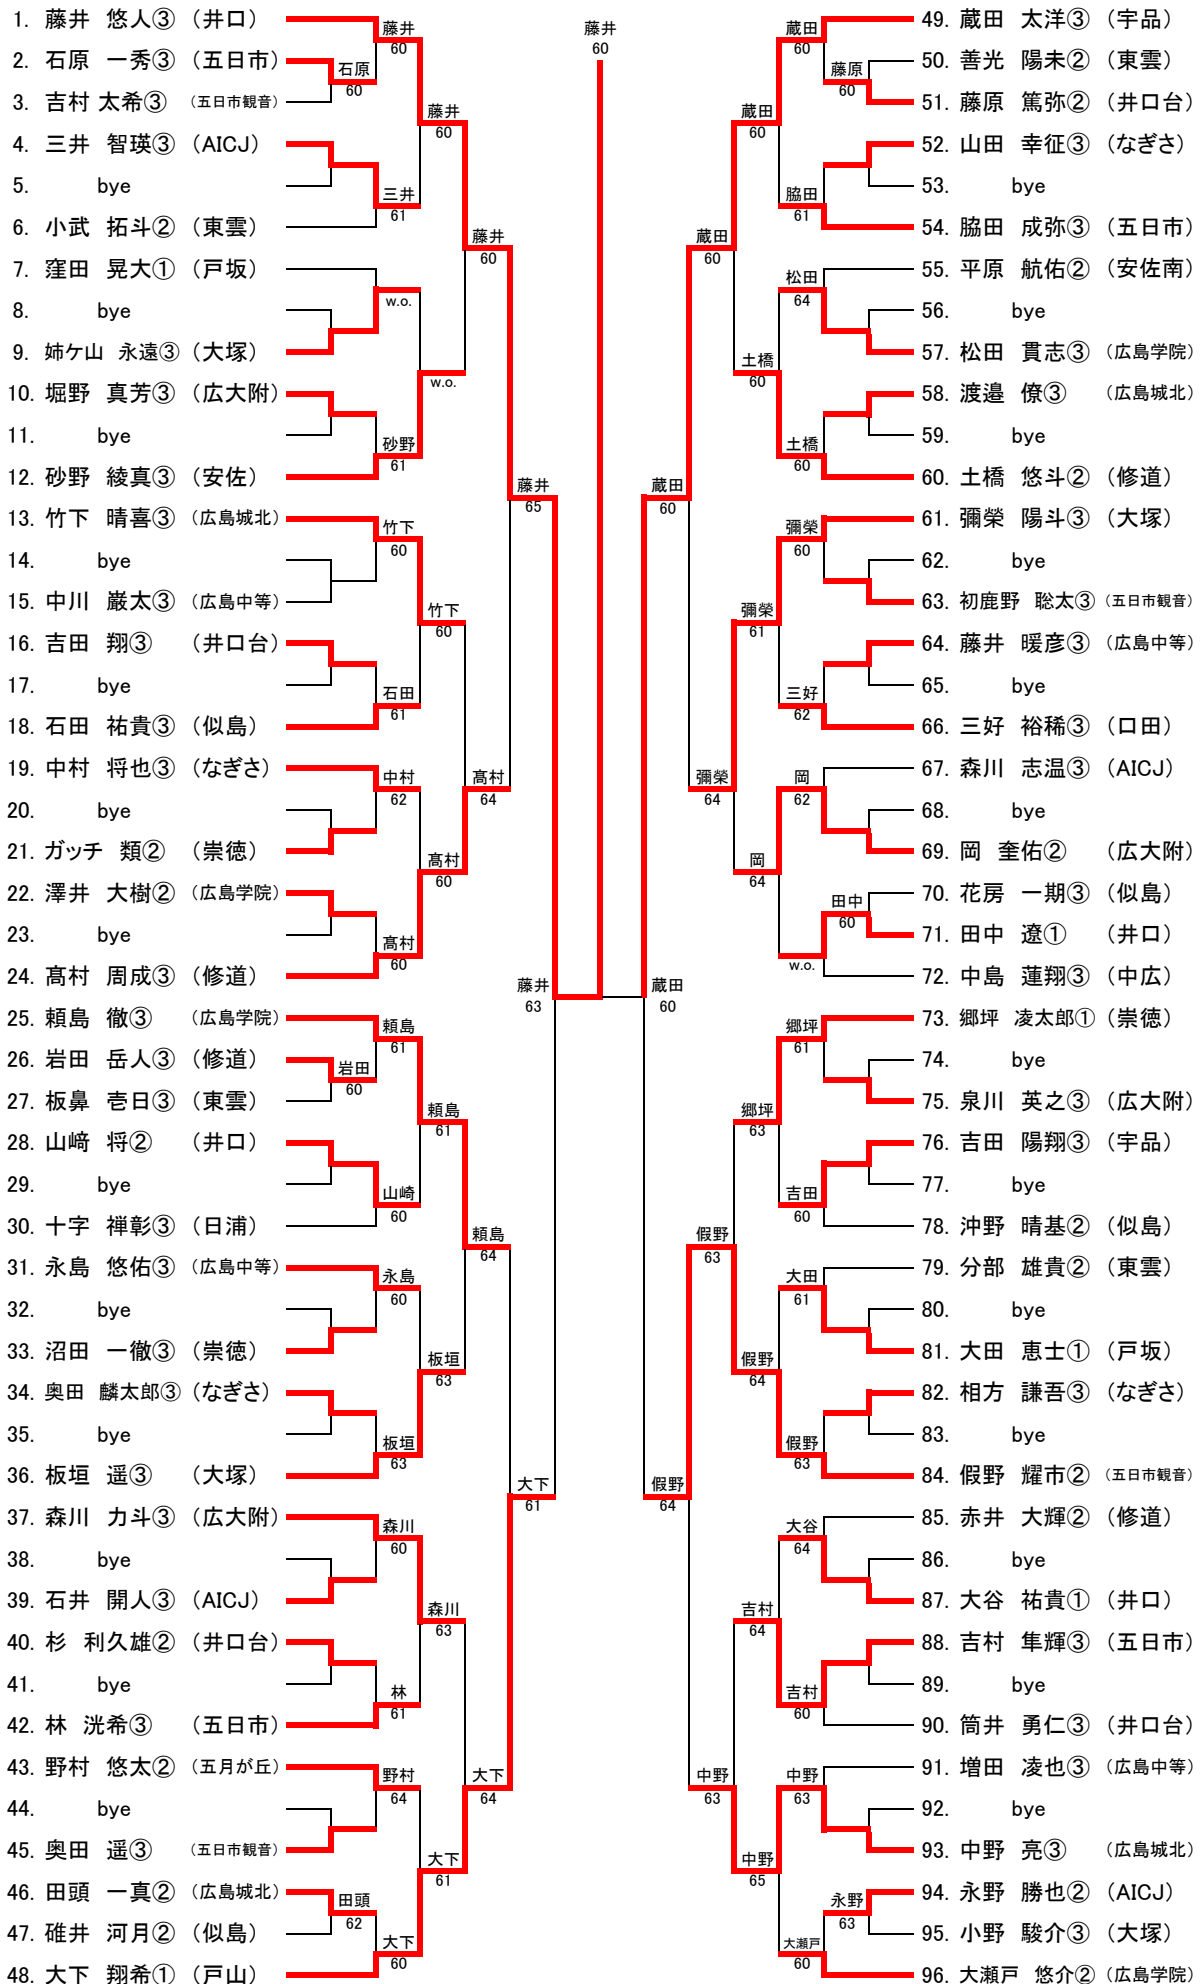 1. 藤井 悠人③ (井口)
2. 石原 一秀③ (五日市)
3. 吉村 太希③ (五日市観音)
4. 三井 智瑛③ (AICJ)
5. bye
6. 小武 拓斗② (東雲)
7. 窪田 晃大① (戸坂)
8. bye
9. 姉ケ山 永遠③ (大塚)
10. 堀野 真芳③ (広大附)
11. bye
12. 砂野 綾真③ (安佐)
13. 竹下 晴喜③ (広島城北)
14. bye
15. 中川 巌太③ (広島中等)
16. 吉田 翔③ (井口台)
17. bye
18. 石田 祐貴③ (似島)
19. 中村 将也③ (なぎさ)
20. bye
21. ガッチ 類② (崇徳)
22. 澤井 大樹② (広島学院)
23. bye
24. 髙村 周成③ (修道)
25. 頼島 徹③ (広島学院)
26. 岩田 岳人③ (修道)
27. 板鼻 壱日③ (東雲)
28. 山﨑 将② (井口)
29. bye
30. 十字 禅彰③ (日浦)
31. 永島 悠佑③ (広島中等)
32. bye
33. 沼田 一徹③ (崇徳)
34. 奥田 麟太郎③ (なぎさ)
35. bye
36. 板垣 遥③ (大塚)
37. 森川 力斗③ (広大附)
38. bye
39. 石井 開人③ (AICJ)
40. 杉 利久雄② (井口台)
41. bye
42. 林 洸希③ (五日市)
43. 野村 悠太② (五月が丘)
44. bye
45. 奥田 遥③ (五日市観音)
46. 田頭 一真② (広島城北)
47. 碓井 河月② (似島)
48. 大下 翔希① (戸山)
石原
60
岩田
60
田頭
62
藤井
60
三井
61
w.o.
砂野
61
竹下
60
石田
61
中村
62
髙村
60
頼島
61
山崎
60
永島
60
板垣
63
森川
60
林
61
野村
64
大下
60
藤井
60
w.o.
竹下
60
髙村
60
頼島
61
板垣
63
森川
63
大下
61
藤井
60
髙村
64
頼島
64
大下
64
藤井
65
大下
61
藤井
63
藤井
60
蔵田
60
蔵田
60
假野
64
蔵田
60
彌榮
64
假野
63
中野
63
蔵田
60
土橋
60
彌榮
61
岡
64
郷坪
63
假野
64
吉村
64
中野
65
蔵田
60
脇田
61
松田
64
土橋
60
彌榮
60
三好
62
岡
62
w.o.
郷坪
61
吉田
60
大田
61
假野
63
大谷
64
吉村
60
中野
63
大瀬戸
60
藤原
60
田中
60
永野
63
49. 蔵田 太洋③ (宇品)
50. 善光 陽未② (東雲)
51. 藤原 篤弥② (井口台)
52. 山田 幸征③ (なぎさ)
53. bye
54. 脇田 成弥③ (五日市)
55. 平原 航佑② (安佐南)
56. bye
57. 松田 貫志③ (広島学院)
58. 渡邉 僚③ (広島城北)
59. bye
60. 土橋 悠斗② (修道)
61. 彌榮 陽斗③ (大塚)
62. bye
63. 初鹿野 聡太③ (五日市観音)
64. 藤井 暖彦③ (広島中等)
65. bye
66. 三好 裕稀③ (口田)
67. 森川 志温③ (AICJ)
68. bye
69. 岡 奎佑② (広大附)
70. 花房 一期③ (似島)
71. 田中 遼① (井口)
72. 中島 蓮翔③ (中広)
73. 郷坪 凌太郎① (崇徳)
74. bye
75. 泉川 英之③ (広大附)
76. 吉田 陽翔③ (宇品)
77. bye
78. 沖野 晴基② (似島)
79. 分部 雄貴② (東雲)
80. bye
81. 大田 恵士① (戸坂)
82. 相方 謙吾③ (なぎさ)
83. bye
84. 假野 耀市② (五日市観音)
85. 赤井 大輝② (修道)
86. bye
87. 大谷 祐貴① (井口)
88. 吉村 隼輝③ (五日市)
89. bye
90. 筒井 勇仁③ (井口台)
91. 増田 凌也③ (広島中等)
92. bye
93. 中野 亮③ (広島城北)
94. 永野 勝也② (AICJ)
95. 小野 駿介③ (大塚)
96. 大瀬戸 悠介② (広島学院)